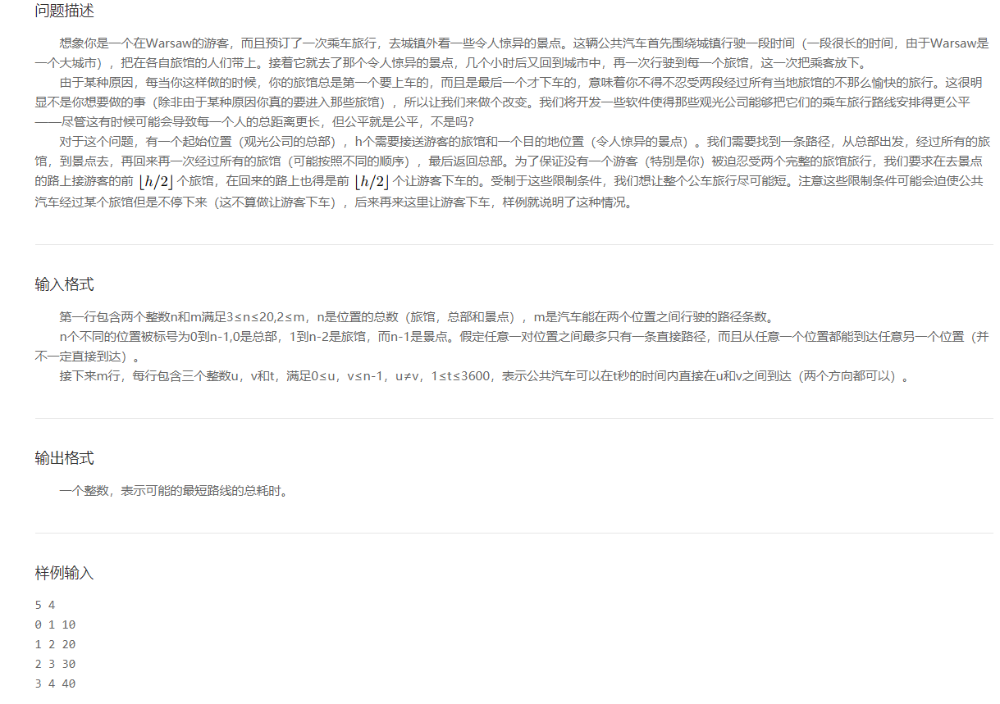 问题描述
想象你是一个在Warsaw的游客，而且预订了一次乘车旅行，去城镇外看一些令人惊异的景点。这辆公共汽车首先围绕城镇行驶一段时间（一段很长的时间，由于Warsaw是
一个大城市），把在各自旅馆的人们带上。接着它就去了那个令人惊异的景点，几个小时后又回到城市中，再一次行驶到每一个旅馆，这一次把乘客放下。
由于某种原因，每当你这样做的时候，你的旅馆总是第一个要上车的，而且是最后一个才下车的，意味着你不得不忍受两段经过所有当地旅馆的不那么愉快的旅行。这很明
显不是你想要做的事（除非由于某种原因你真的要进入那些旅馆），所以让我们来做个改变。我们将开发一些软件使得那些观光公司能够把它们的乘车旅行路线安排得更公平
——尽管这有时候可能会导致每一个人的总距离更长，但公平就是公平，不是吗?
对于这个问题，有一个起始位置（观光公司的总部），h个需要接送游客的旅馆和一个目的地位置（令人惊异的景点）。我们需要找到一条路径，从总部出发，经过所有的旅
馆，到景点去，再回来再一次经过所有的旅馆（可能按照不同的顺序），最后返回总部。为了保证没有一个游客（特别是你）被迫忍受两个完整的旅馆旅行，我们要求在去景点
的路上接游客的前 ⌊h/2⌋ 个旅馆，在回来的路上也得是前 ⌊h/2⌋ 个让游客下车的。受制于这些限制条件，我们想让整个公车旅行尽可能短。注意这些限制条件可能会迫使公共
汽车经过某个旅馆但是不停下来（这不算做让游客下车），后来再来这里让游客下车，样例就说明了这种情况。
输入格式
第一行包含两个整数n和m满足3≤n≤20,2≤m，n是位置的总数（旅馆，总部和景点），m是汽车能在两个位置之间行驶的路径条数。
n个不同的位置被标号为0到n-1,0是总部，1到n-2是旅馆，而n-1是景点。假定任意一对位置之间最多只有一条直接路径，而且从任意一个位置都能到达任意另一个位置（并
不一定直接到达）。
接下来m行，每行包含三个整数u，v和t，满足0≤u，v≤n-1，u≠v，1≤t≤3600，表示公共汽车可以在t秒的时间内直接在u和v之间到达（两个方向都可以）。
输出格式
一个整数，表示可能的最短路线的总耗时。
样例输入
5 4
0 1 10
1 2 20
2 3 30
3 4 40